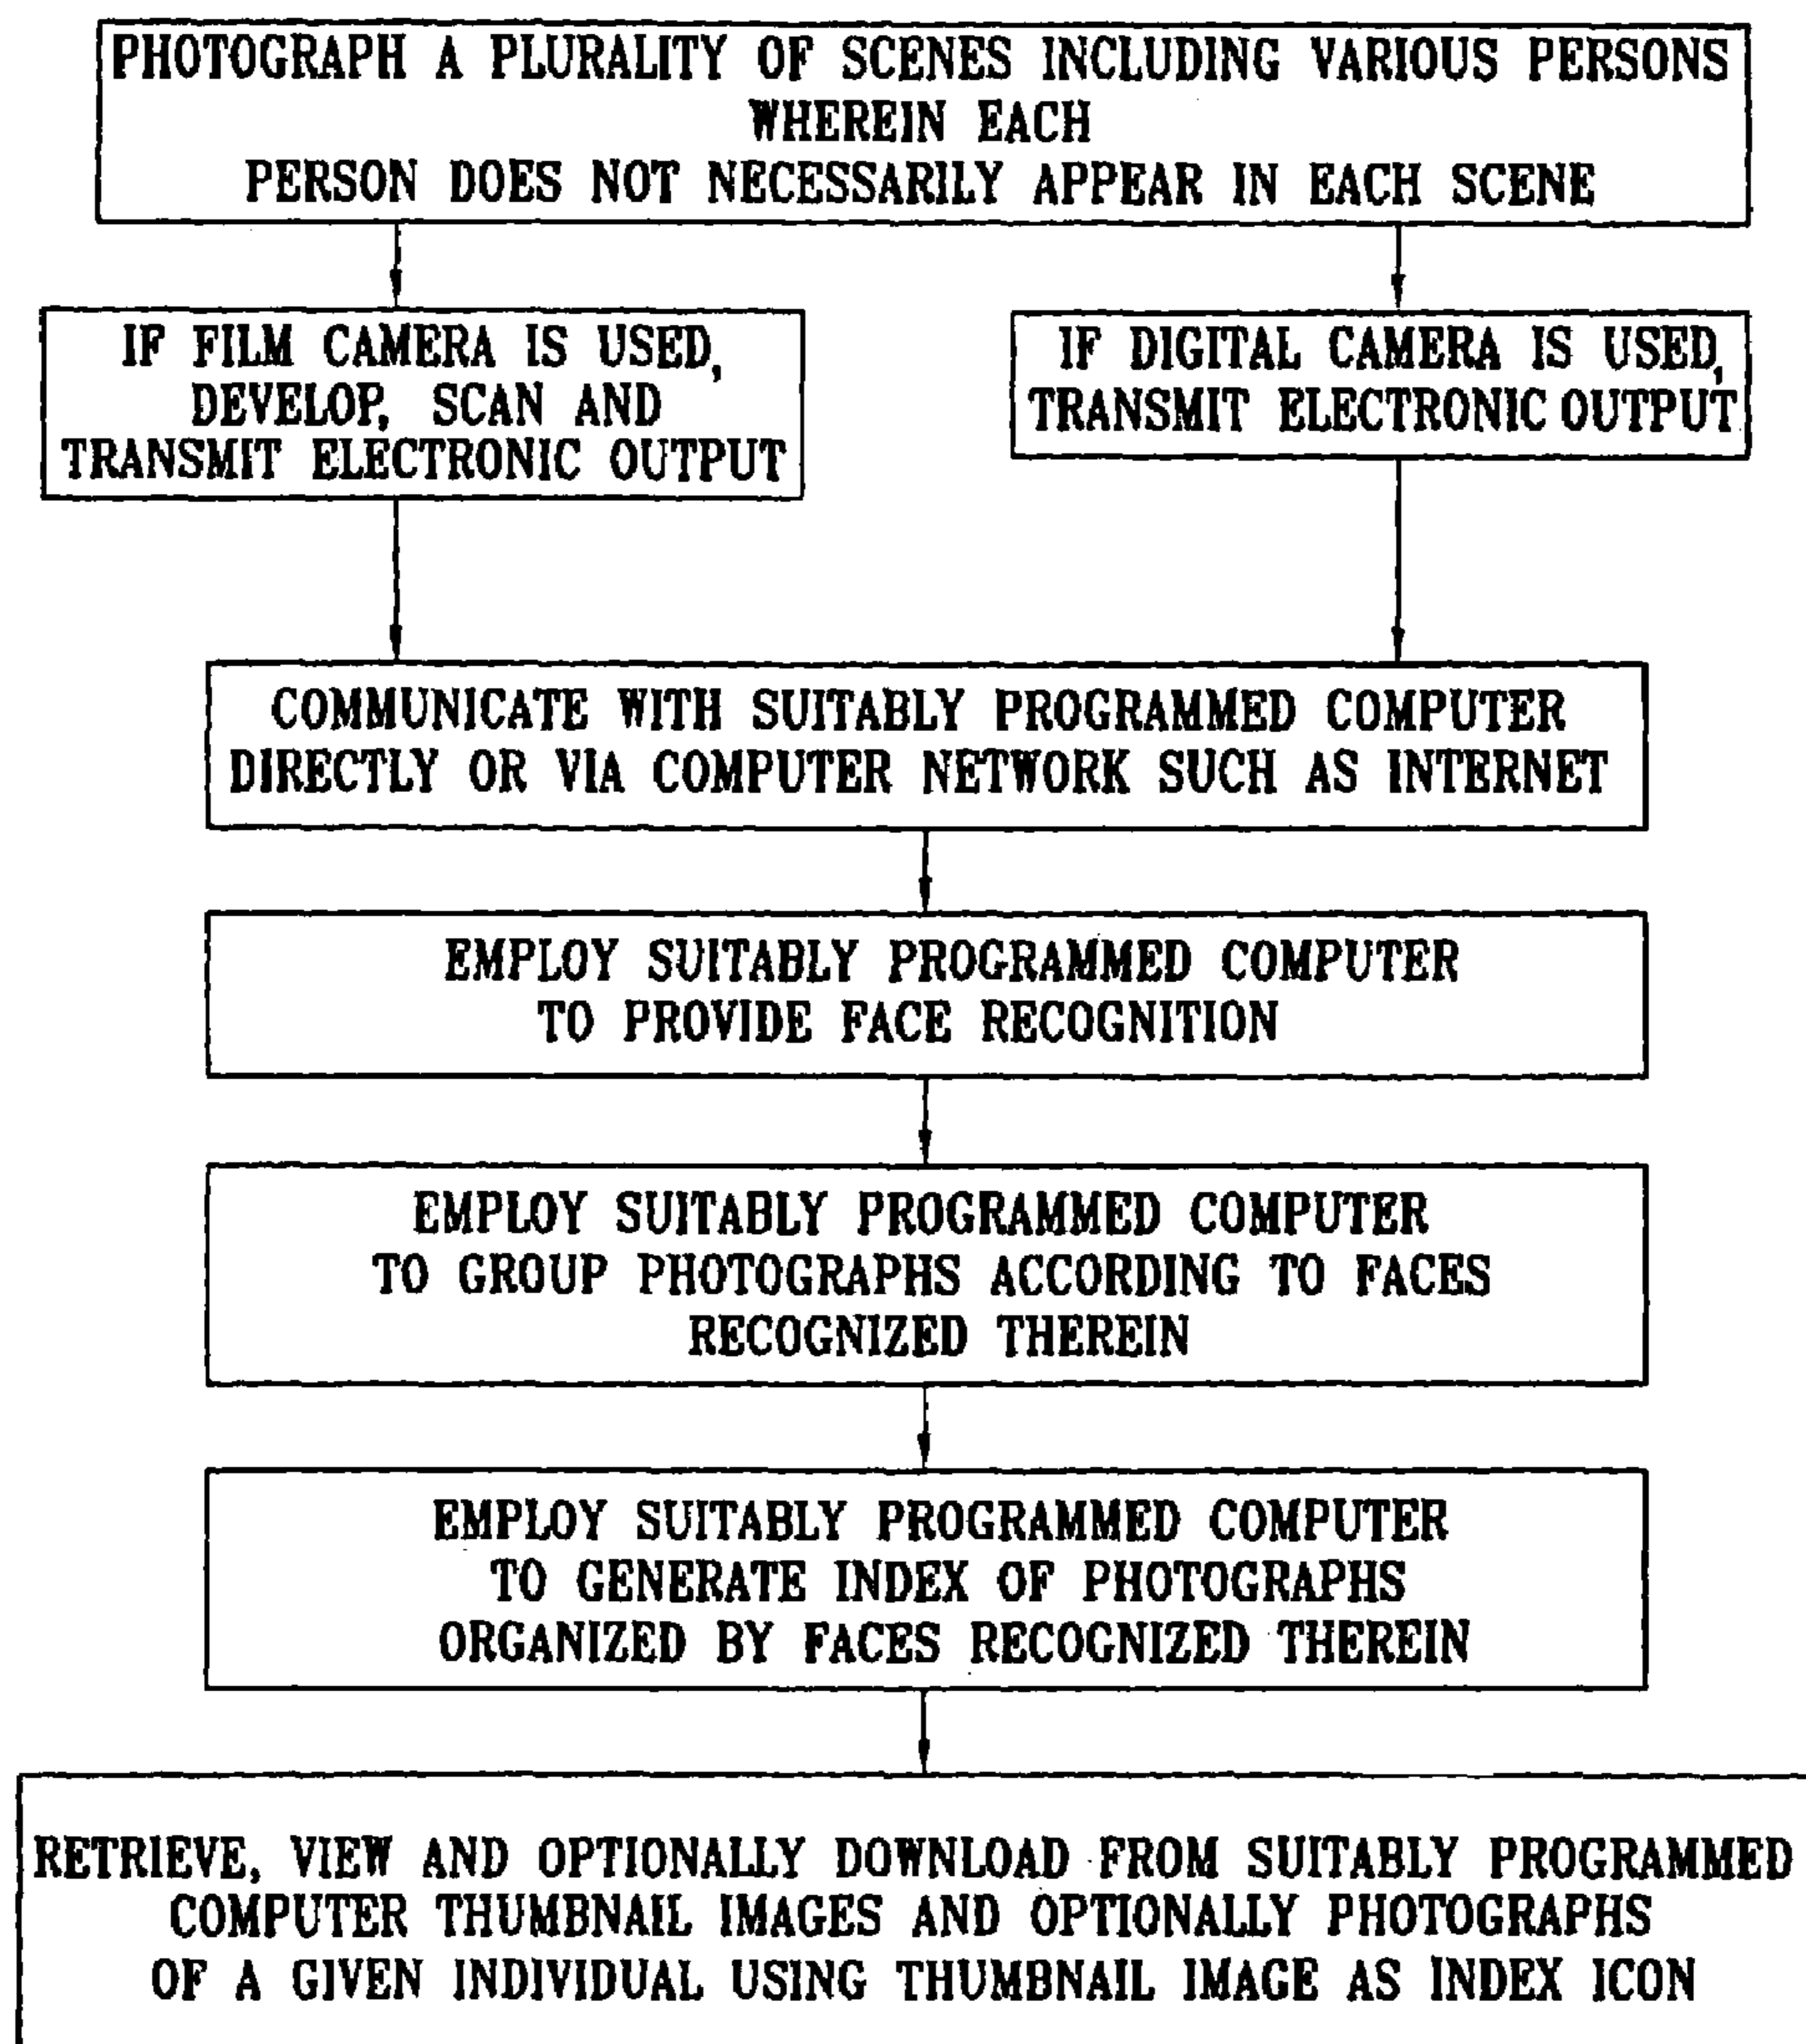 PHOTOGRAPH A PLURALITY OF SCENES INCLUDING VARIOUS PERSONS
WHEREIN EACH
PERSON DOES NOT NECESSARILY APPEAR IN EACH SCENE
IF FILM CAMERA IS USED,
DEVELOP, SCAN AND
TRANSMIT ELECTRONIC OUTPUT
IF DIGITAL CAMERA IS USED,
TRANSMIT ELECTRONIC OUTPUT
COMMUNICATE WITH SUITABLY PROGRAMMED COMPUTER
DIRECTLY OR VIA COMPUTER NETWORK SUCH AS INTERNET
EMPLOY SUITABLY PROGRAMMED COMPUTER
TO PROVIDE FACE RECOGNITION
EMPLOY SUITABLY PROGRAMMED COMPUTER
TO GROUP PHOTOGRAPHS ACCORDING TO FACES
RECOGNIZED THEREIN
EMPLOY SUITABLY PROGRAMMED COMPUTER
TO GENERATE INDEX OF PHOTOGRAPHS
ORGANIZED BY FACES RECOGNIZED THEREIN
RETRIEVE, VIEW AND OPTIONALLY DOWNLOAD FROM SUITABLY PROGRAMMED
COMPUTER THUMBNAIL IMAGES AND OPTIONALLY PHOTOGRAPHS
OF A GIVEN INDIVIDUAL USING THUMBNAIL IMAGE AS INDEX ICON